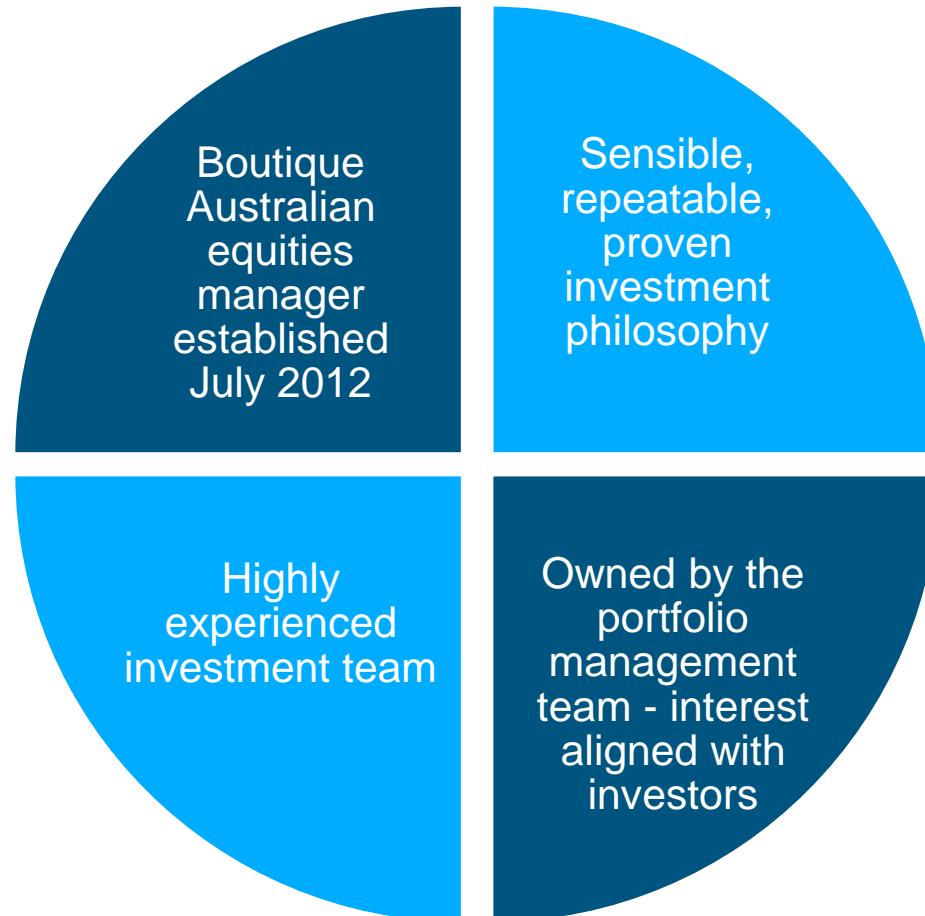 Boutique
Australian
equities
manager
established
July 2012
Sensible,
repeatable,
proven
investment
philosophy
Highly
experienced
investment team
Owned by the
portfolio
management
team - interest
aligned with
investors